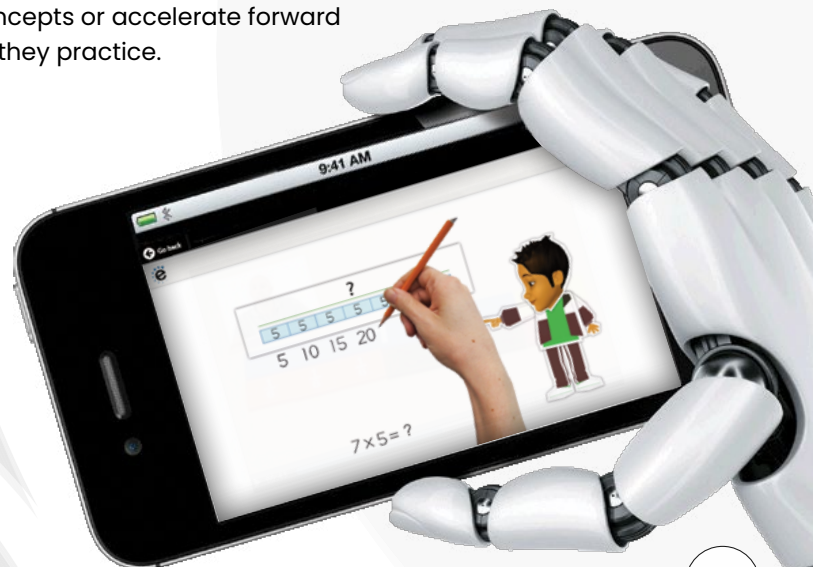 ncepts or accelerate forward
they practice.
9:41 AM
Go back
e
?
5 5 5 5 5
5 10 15 20
7×5=?